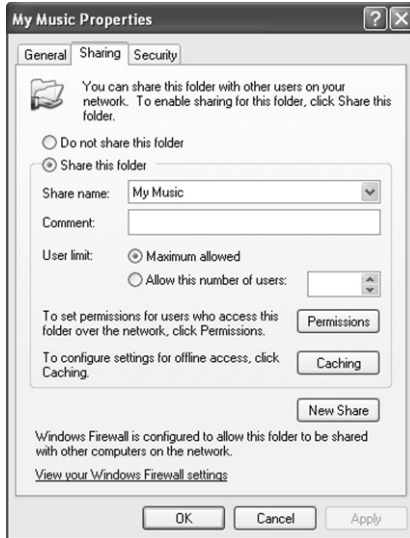 My Music Properties
General Sharing Security
You can share this folder with other users on your
network. To enable sharing for this folder, click Share this
folder.
Do not share this folder
Share this folder
Share name: My Music
Comment:
User limit: Maximum allowed
Allow this number of users:
To set permissions for users who access this
folder over the network, click Permissions.
Permissions
To configure settings for offline access, click
Caching.
Caching
New Share
Windows Firewall is configured to allow this folder to be shared
with other computers on the network.
View your Windows Firewall settings
OK Cancel Apply